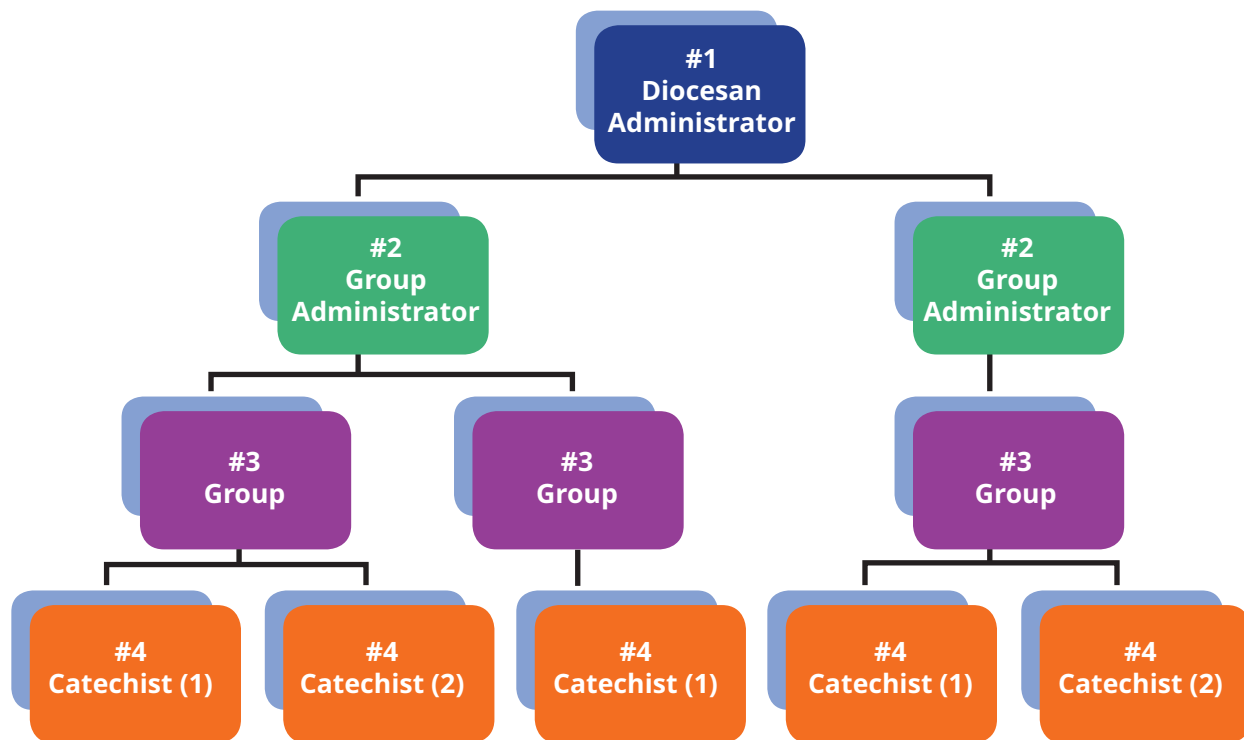 #1
Diocesan
Administrator
#2
Group
Administrator
#2
Group
Administrator
#3
Group
#3
Group
#3
Group
#4
Catechist (1)
#4
Catechist (2)
#4
Catechist (1)
#4
Catechist (1)
#4
Catechist (2)